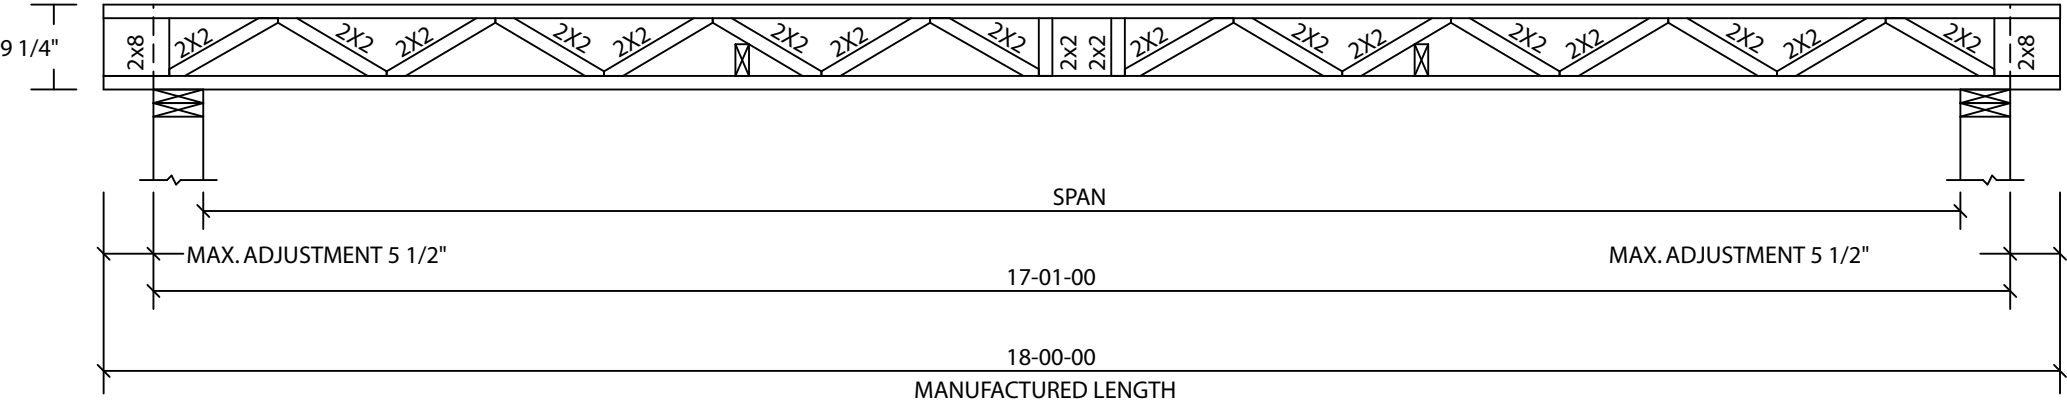 9 1/4"
2x8
2X2
2X2
2X2
2X2
2X2
2X2
2X2
2X2
2x2
2x2
2X2
2X2
2X2
2X2
2X2
2X2
2X2
2X2
2x8
SPAN
MAX. ADJUSTMENT 5 1/2"
MAX. ADJUSTMENT 5 1/2"
17-01-00
18-00-00
MANUFACTURED LENGTH